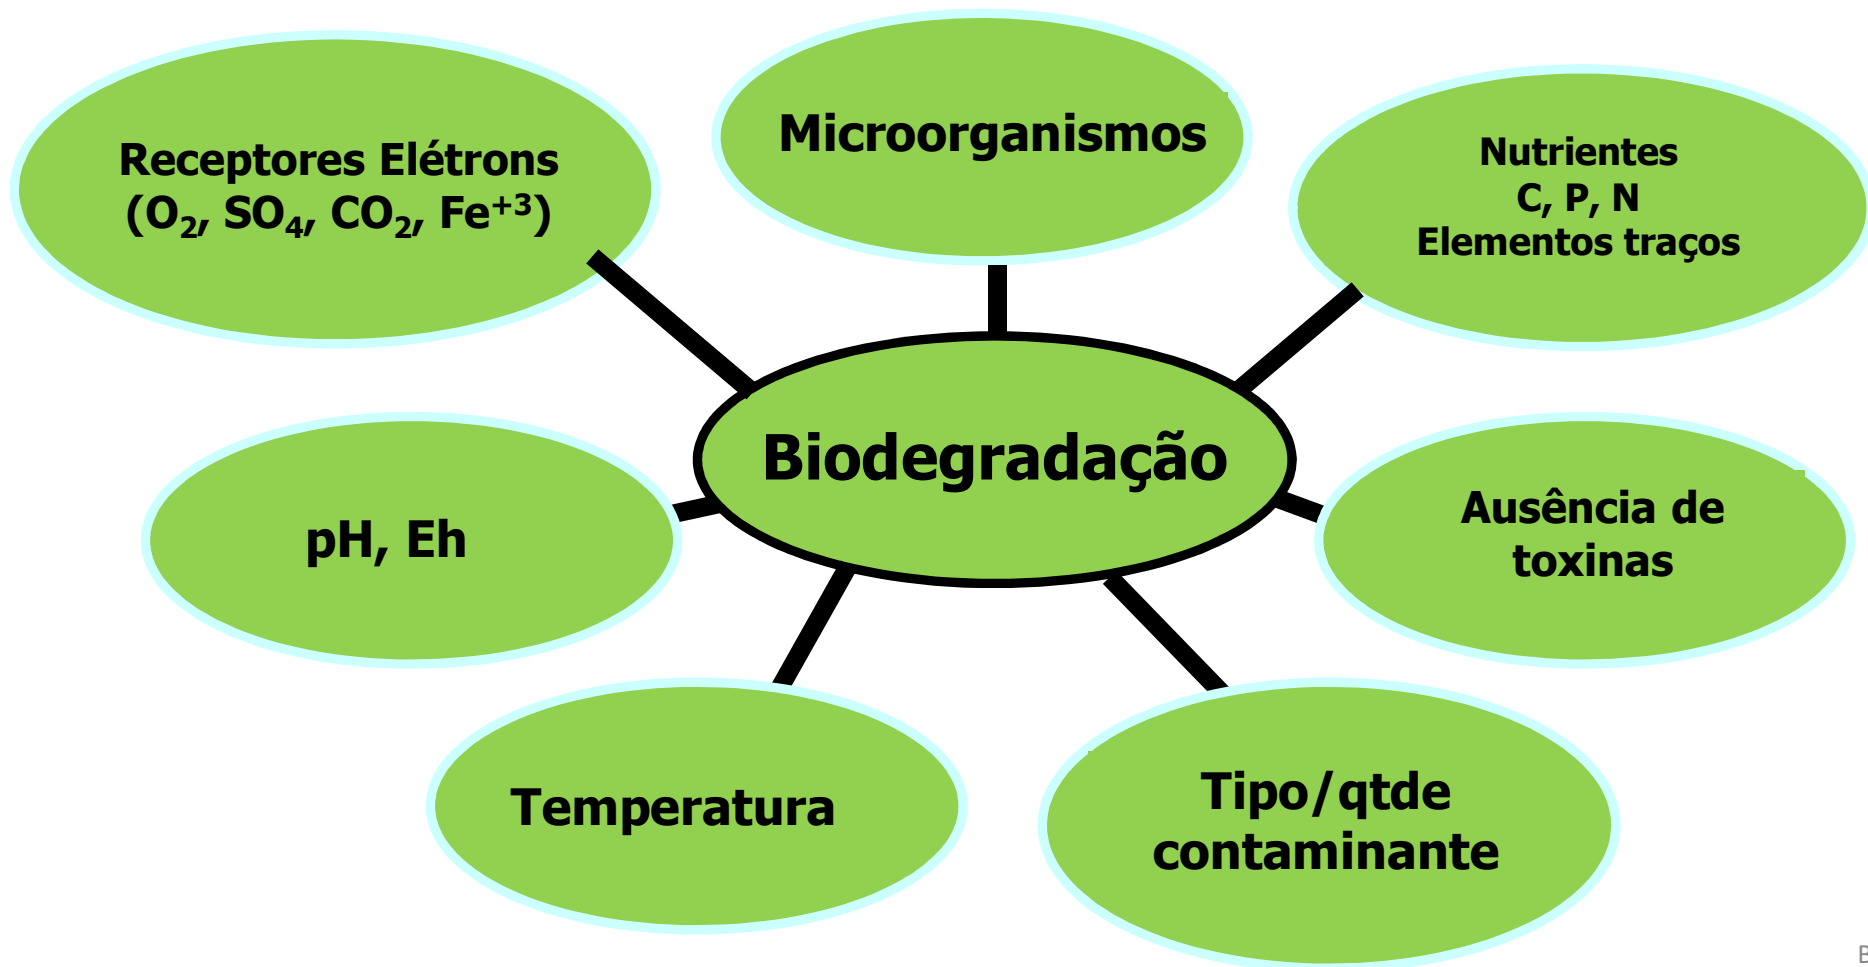 Microorganismos
Receptores Elétrons
(O₂, SO₄, CO₂, Fe⁺³)
Nutrientes
C, P, N
Elementos traços
Biodegradação
pH, Eh
Ausência de
toxinas
Temperatura
Tipo/qtde
contaminante
B